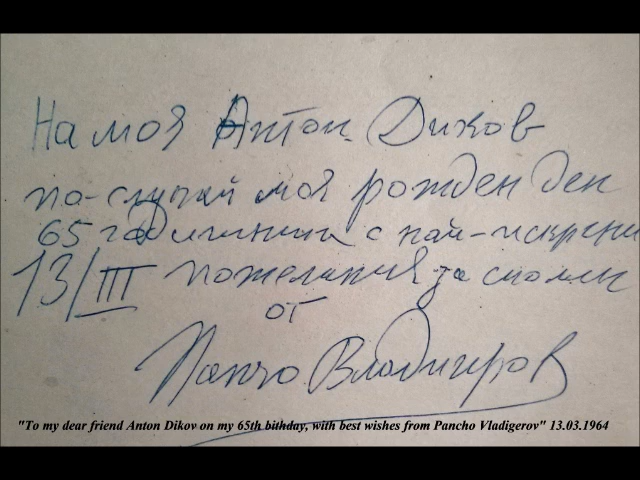 На моя Антон Диков
по-случай моя рожден ден
65 годишнина с най-искрени
13/III пожелания за
от
Панчо Владигеров
"To my dear friend Anton Dikov on my 65th bithday, with best wishes from Pancho Vladigerov" 13.03.1964